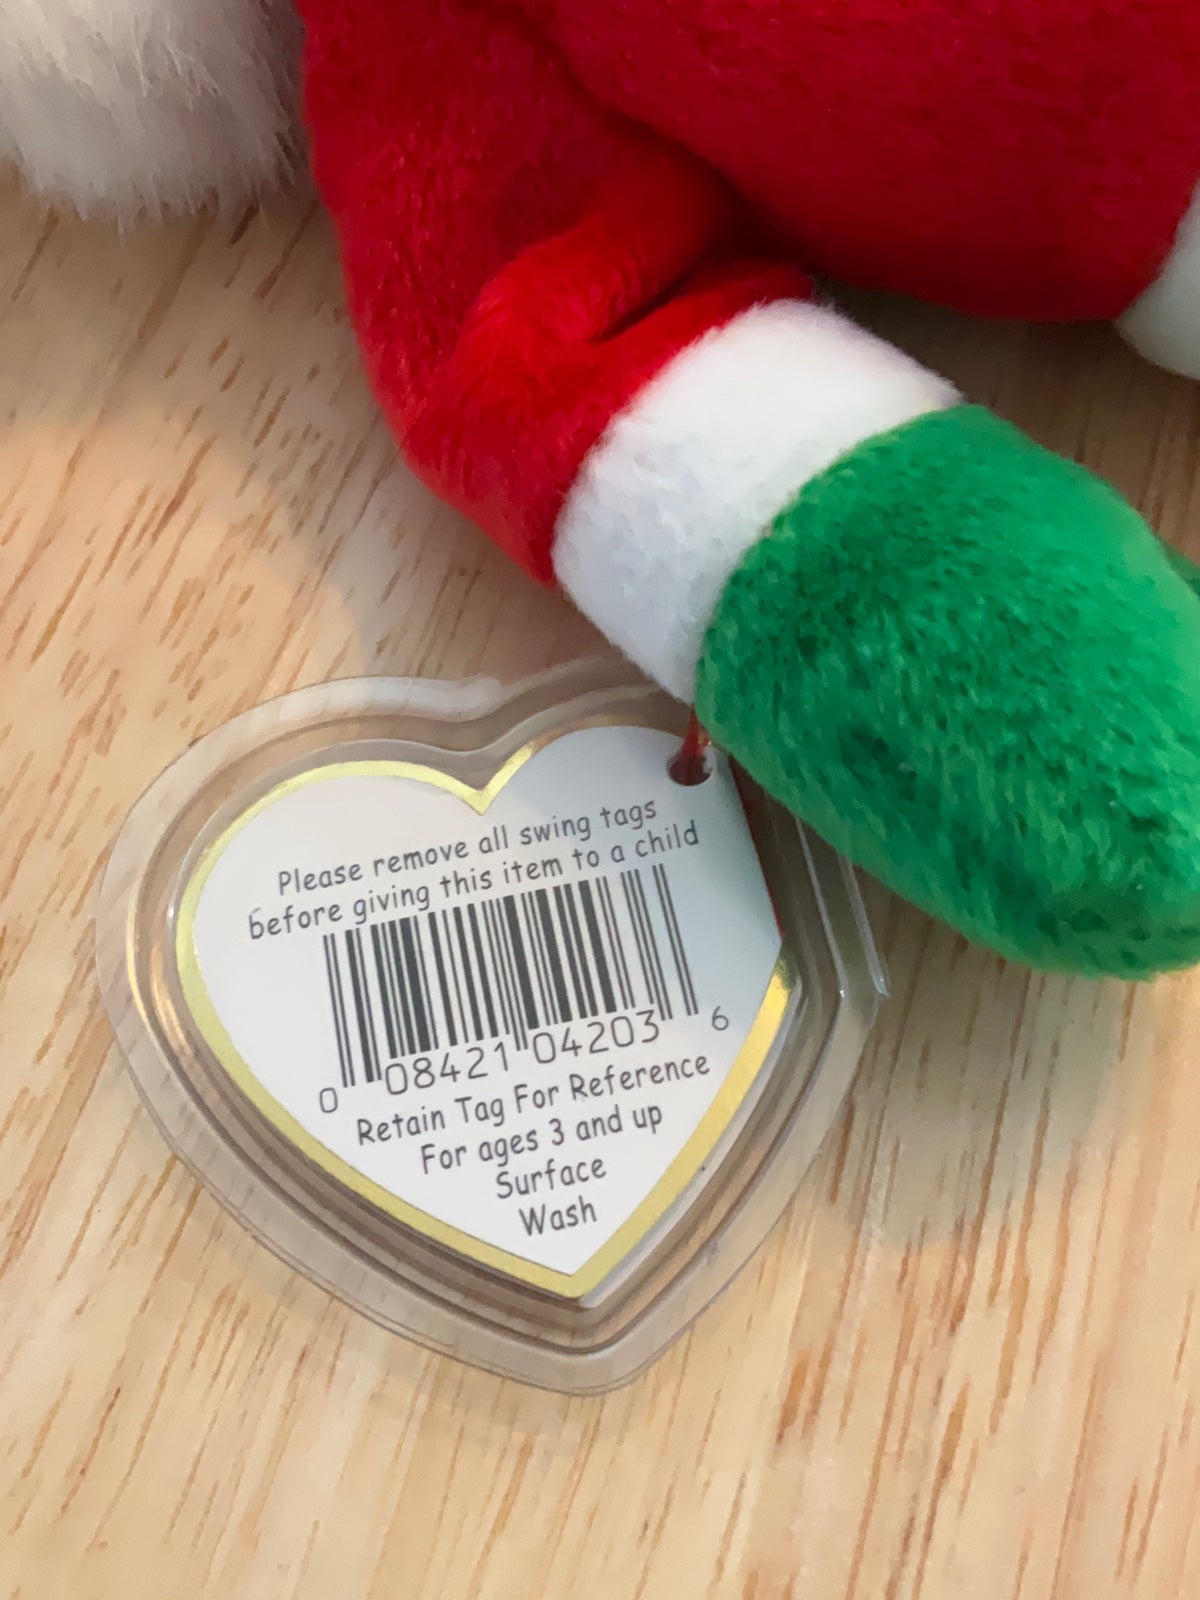 Please remove all swing tags
before giving this item to a child
0 08421 04203 6
Retain Tag For Reference
For ages 3 and up
Surface
Wash